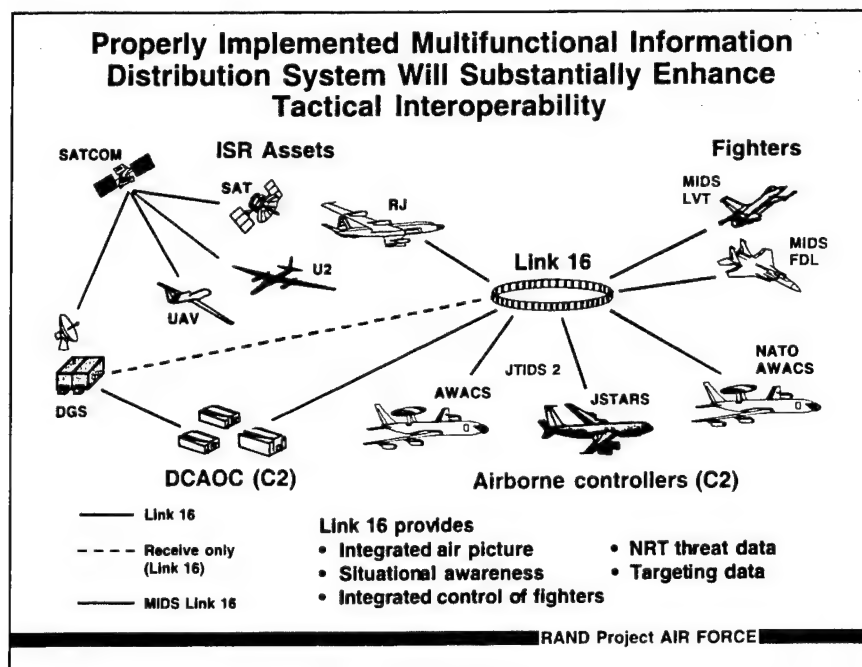 Properly Implemented Multifunctional Information
Distribution System Will Substantially Enhance
Tactical Interoperability
SATCOM
ISR Assets
Fighters
SAT
RJ
MIDS
LVT
MIDS
FDL
Link 16
U2
UAV
DGS
JTIDS 2
AWACS
JSTARS
NATO
AWACS
DCAOC (C2)
Airborne controllers (C2)
Link 16
Receive only
(Link 16)
MIDS Link 16
Link 16 provides
• Integrated air picture
• Situational awareness
• Integrated control of fighters
• NRT threat data
• Targeting data
RAND Project AIR FORCE